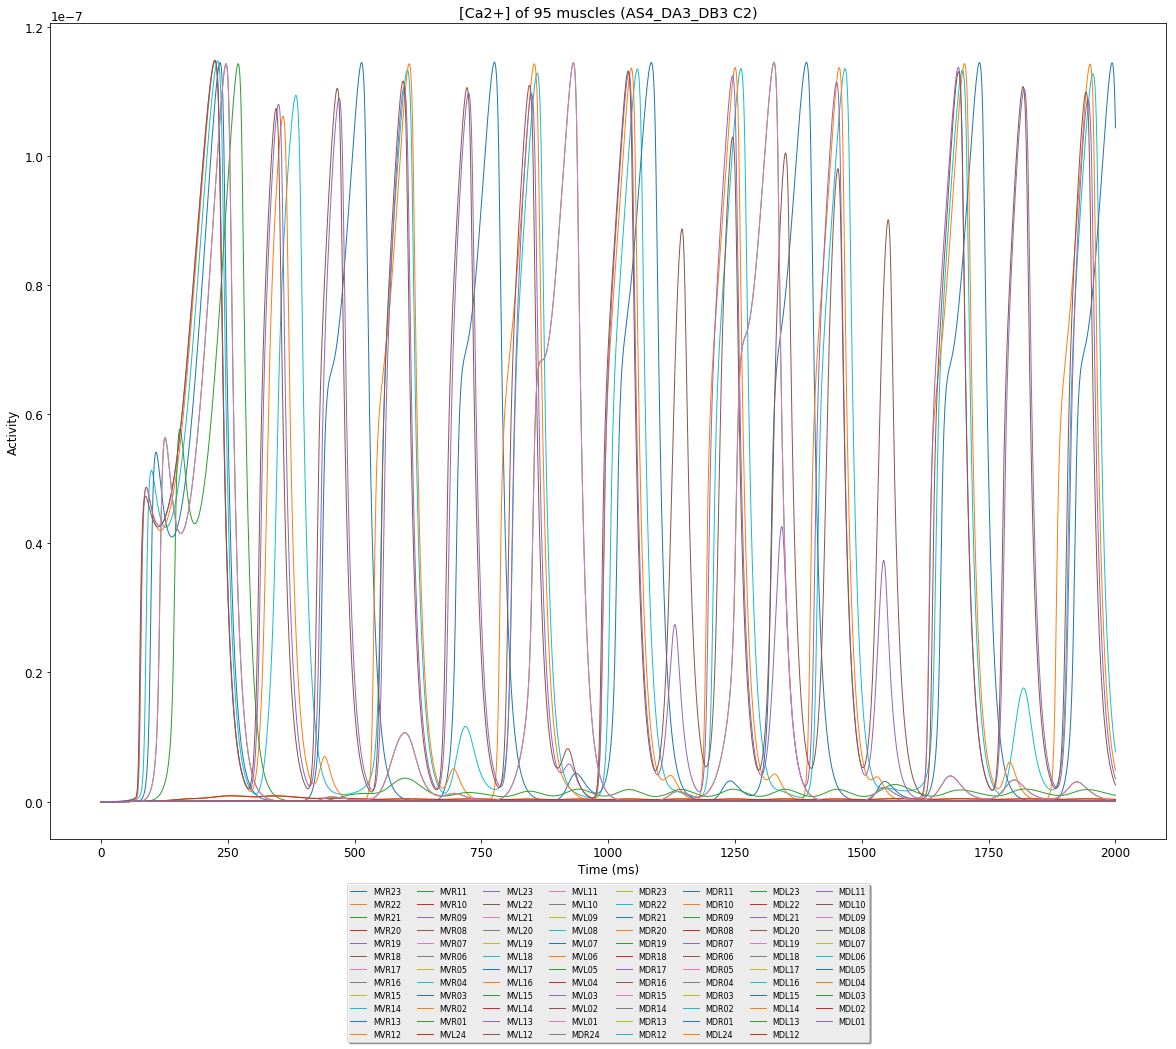 [Ca2+] of 95 muscles (AS4_DA3_DB3 C2)
1e−7
1.2
1.0
0.8
0.6
0.4
0.2
0.0
Activity
0 250 500 750 1000 1250 1500 1750 2000
Time (ms)
MVR23 MVR11 MVL23 MVL11 MDR23 MDR11 MDL23 MDL11
MVR22 MVR10 MVL22 MVL10 MDR22 MDR10 MDL22 MDL10
MVR21 MVR09 MVL21 MVL09 MDR21 MDR09 MDL21 MDL09
MVR20 MVR08 MVL20 MVL08 MDR20 MDR08 MDL20 MDL08
MVR19 MVR07 MVL19 MVL07 MDR19 MDR07 MDL19 MDL07
MVR18 MVR06 MVL18 MVL06 MDR18 MDR06 MDL18 MDL06
MVR17 MVR05 MVL17 MVL05 MDR17 MDR05 MDL17 MDL05
MVR16 MVR04 MVL16 MVL04 MDR16 MDR04 MDL16 MDL04
MVR15 MVR03 MVL15 MVL03 MDR15 MDR03 MDL15 MDL03
MVR14 MVR02 MVL14 MVL02 MDR14 MDR02 MDL14 MDL02
MVR13 MVR01 MVL13 MVL01 MDR13 MDR01 MDL13 MDL01
MVR12 MVL24 MVL12 MDR24 MDR12 MDL24 MDL12